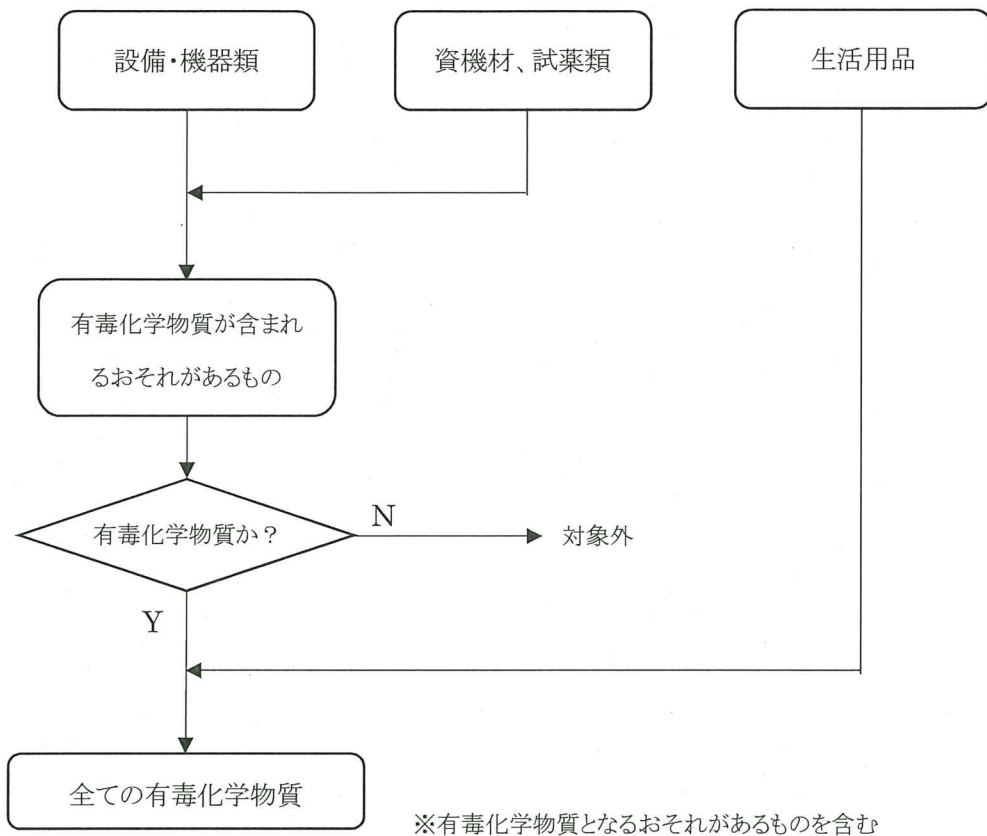 設備・機器類
資機材、試薬類
生活用品
有毒化学物質が含まれ
るおそれがあるもの
有毒化学物質か？
N
対象外
Y
全ての有毒化学物質
※有毒化学物質となるおそれがあるものを含む